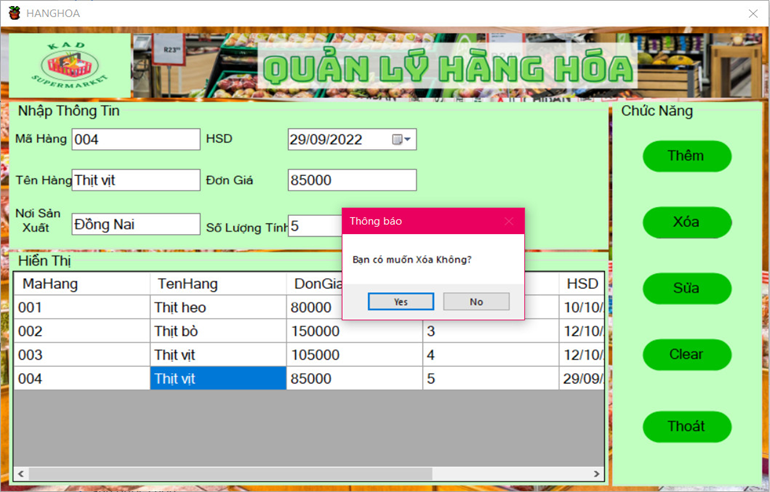 HANGHOA
KAD
SUPERMARKET
R23
QUẢN LÝ HÀNG HÓA
Nhập Thông Tin
Mã Hàng 004 HSD 29/09/2022
Tên Hàng Thịt vịt Đơn Giá 85000
Nơi Sản
Xuất Đồng Nai Số Lượng Tính 5
Chức Năng
Thêm
Xóa
Sửa
Clear
Thoát
Thông báo
Bạn có muốn Xóa Không?
Yes No
Hiển Thị
MaHang TenHang DonGia HSD
001 Thịt heo 80000 10/10/
002 Thịt bò 150000 3 12/10/
003 Thịt vịt 105000 4 12/10/
004 Thịt vịt 85000 5 29/09/